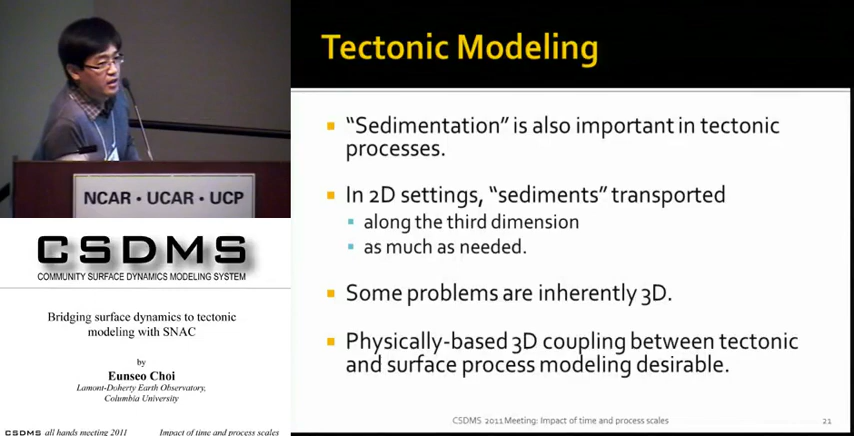 Tectonic Modeling
"Sedimentation" is also important in tectonic
processes.
In 2D settings, "sediments" transported
along the third dimension
as much as needed.
Some problems are inherently 3D.
Physically-based 3D coupling between tectonic
and surface process modeling desirable.
CSDMS 2011 Meeting: Impact of time and process scales
21
NCAR • UCAR • UCP
CSDMS
COMMUNITY SURFACE DYNAMICS MODELING SYSTEM
Bridging surface dynamics to tectonic
modeling with SNAC
by
Eunseo Choi
Lamont-Doherty Earth Observatory,
Columbia University
CSDMS all hands meeting 2011 Impact of time and process scales